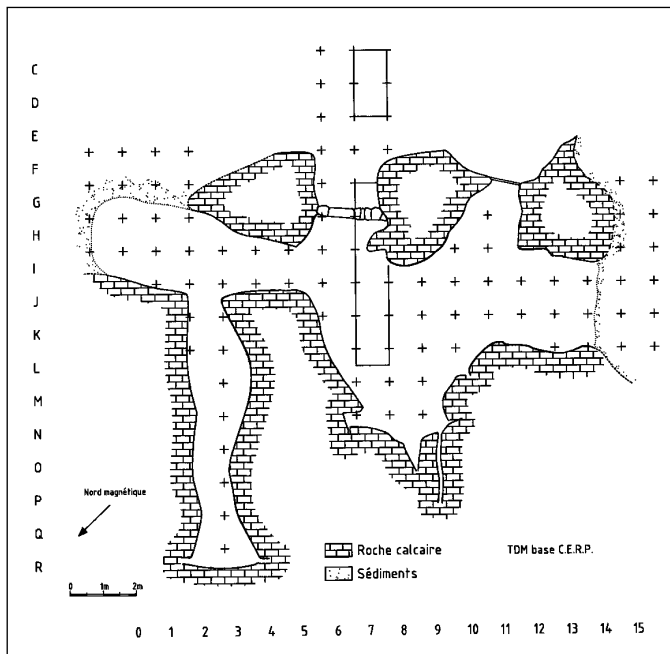 C
D
E
F
G
H
I
J
K
L
M
N
O
P
Q
R
Nord magnétique
0 1m 2m
Roche calcaire
Sédiments
TDM base C.E.R.P.
0 1 2 3 4 5 6 7 8 9 10 11 12 13 14 15